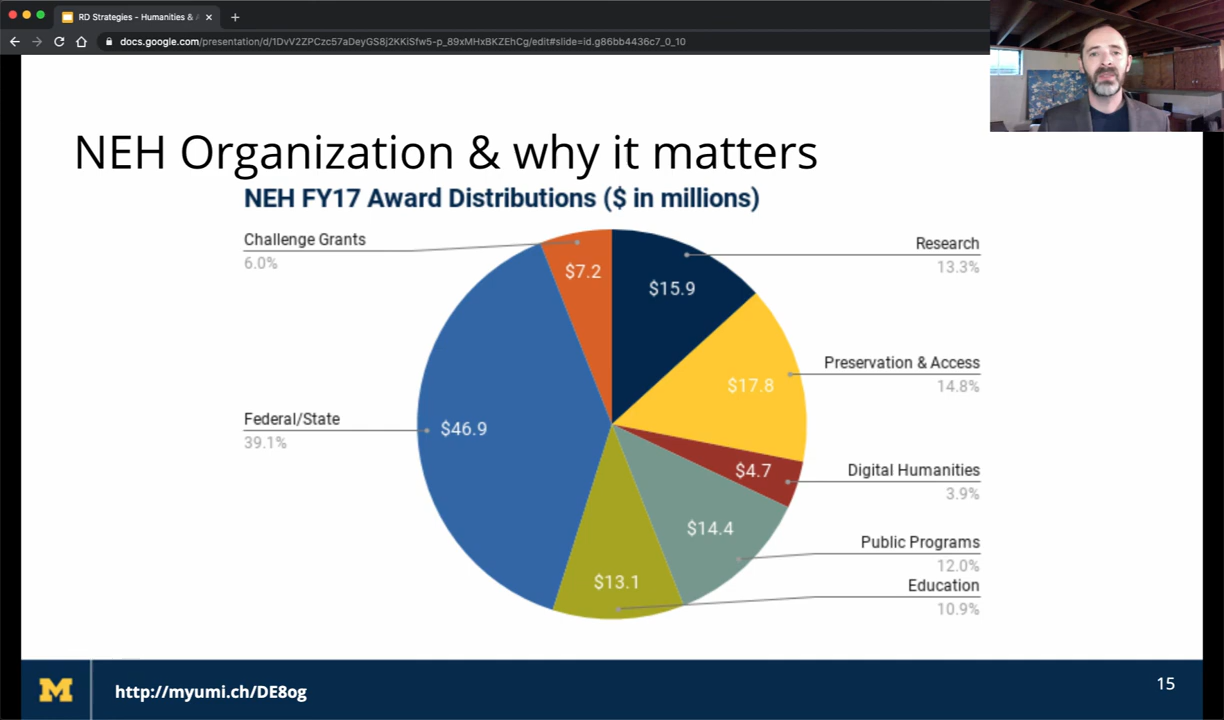 RD Strategies - Humanities &
docs.google.com/presentation/d/1DvV2ZPCzc57aDeyGS8j2KKiSfw5-p_89xMHxBKZEhCg/edit#slide=id.g86bb4436c7_0_10
NEH Organization & why it matters
NEH FY17 Award Distributions ($ in millions)
Challenge Grants
6.0%
$7.2
Research
13.3%
$15.9
Preservation & Access
14.8%
$17.8
Federal/State
39.1%
$46.9
Digital Humanities
3.9%
$4.7
Public Programs
12.0%
$14.4
Education
10.9%
$13.1
M
http://myumi.ch/DE8og
15